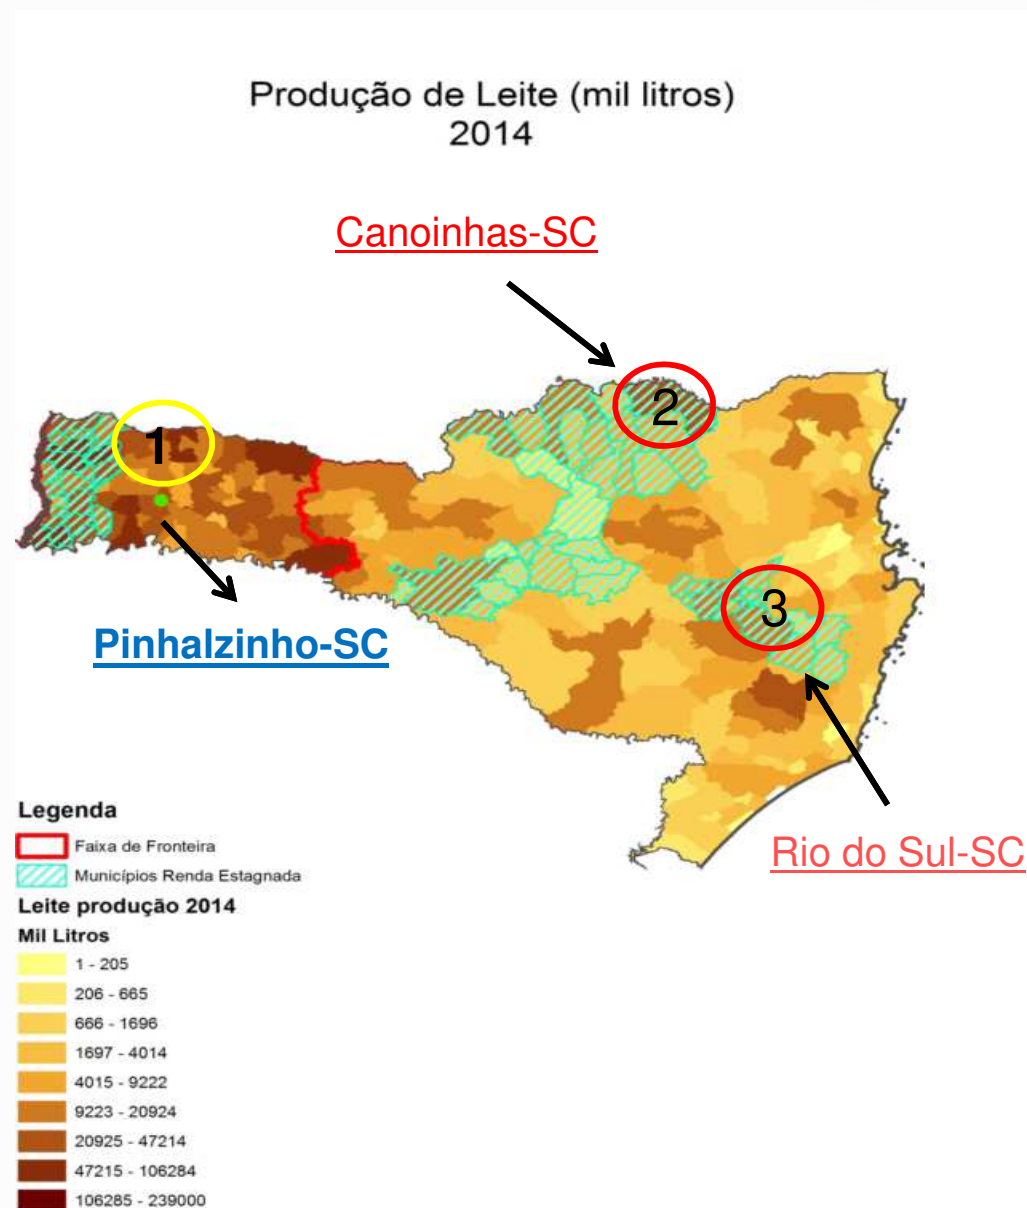 Produção de Leite (mil litros)
2014
Canoinhas-SC
2
1
Pinhalzinho-SC
3
Rio do Sul-SC
Legenda
Faixa de Fronteira
Municípios Renda Estagnada
Leite produção 2014
Mil Litros
1 - 205
206 - 665
666 - 1696
1697 - 4014
4015 - 9222
9223 - 20924
20925 - 47214
47215 - 106284
106285 - 239000